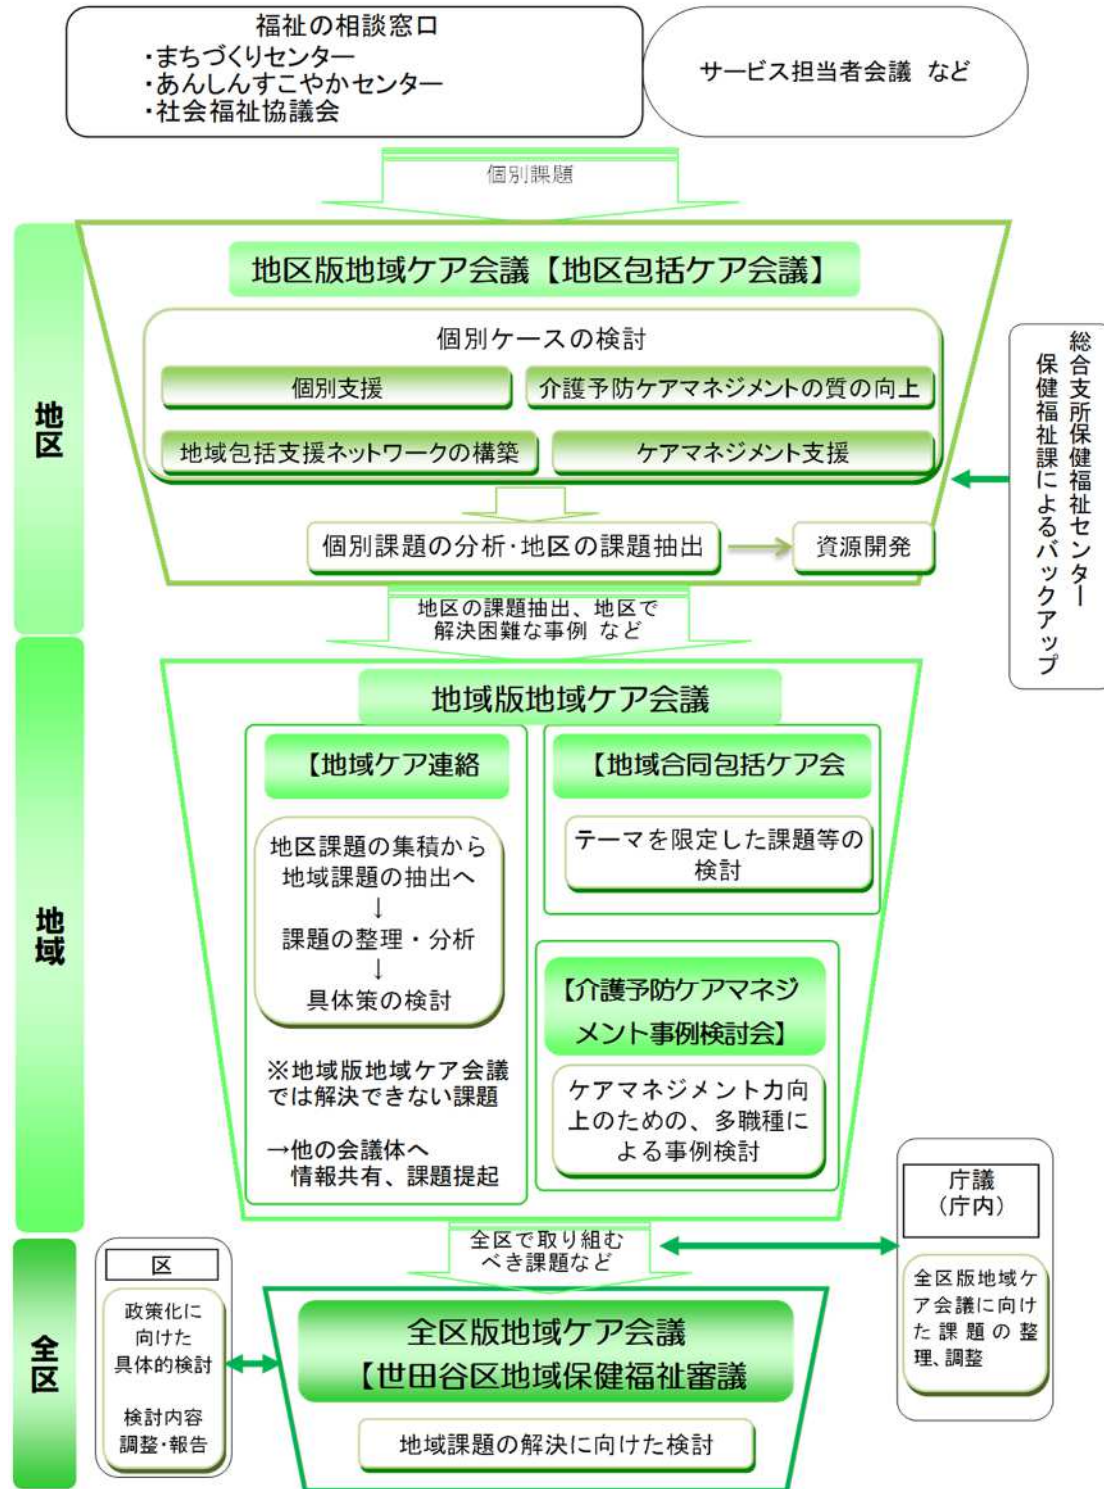 福祉の相談窓口
・まちづくりセンター
・あんしんすこやかセンター
・社会福祉協議会
サービス担当者会議 など
個別課題
地区
地区版地域ケア会議【地区包括ケア会議】
個別ケースの検討
個別支援
介護予防ケアマネジメントの質の向上
地域包括支援ネットワークの構築
ケアマネジメント支援
個別課題の分析・地区の課題抽出
資源開発
総合支所保健福祉センター
保健福祉課によるバックアップ
地区の課題抽出、地区で
解決困難な事例 など
地域
地域版地域ケア会議
【地域ケア連絡
地区課題の集積から
地域課題の抽出へ
↓
課題の整理・分析
↓
具体策の検討
※地域版地域ケア会議
では解決できない課題
→他の会議体へ
情報共有、課題提起
【地域合同包括ケア会
テーマを限定した課題等の
検討
【介護予防ケアマネジ
メント事例検討会】
ケアマネジメント力向
上のための、多職種に
よる事例検討
全区で取り組む
べき課題など
庁議
（庁内）
全区版地域ケ
ア会議に向け
た課題の整
理、調整
全区
区
政策化に
向けた
具体的検討
検討内容
調整・報告
全区版地域ケア会議
【世田谷区地域保健福祉審議
地域課題の解決に向けた検討